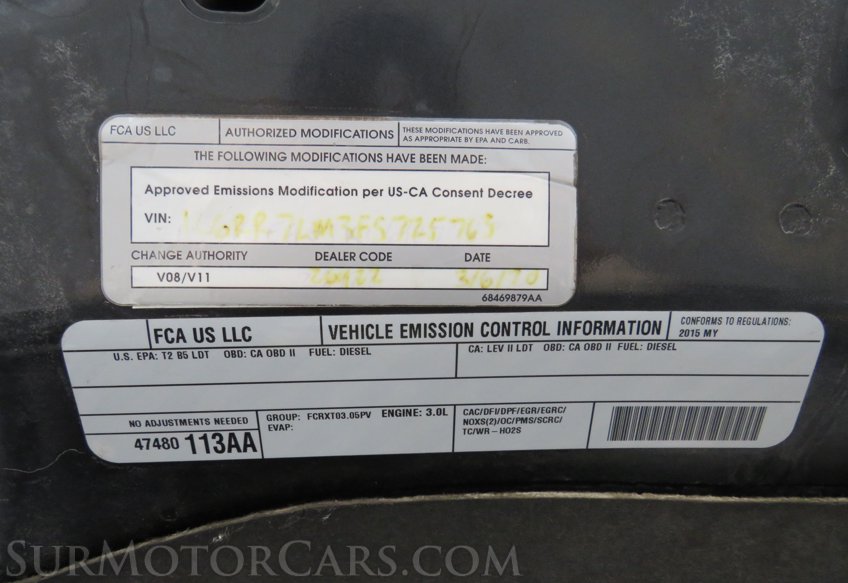 FCA US LLC AUTHORIZED MODIFICATIONS THESE MODIFICATIONS HAVE BEEN APPROVED
AS APPROPRIATE BY EPA AND CARB.
THE FOLLOWING MODIFICATIONS HAVE BEEN MADE:
Approved Emissions Modification per US-CA Consent Decree
VIN:
CHANGE AUTHORITY DEALER CODE DATE
V08/V11
68469879AA
FCA US LLC VEHICLE EMISSION CONTROL INFORMATION CONFORMS TO REGULATIONS:
2015 MY
U.S. EPA: T2 B5 LDT OBD: CA OBD II FUEL: DIESEL CA: LEV II LDT OBD: CA OBD II FUEL: DIESEL
NO ADJUSTMENTS NEEDED
47480 113AA
GROUP: FCRXT03.05PV ENGINE: 3.0L
EVAP:
CAC/DFI/DPF/EGR/EGRC/
NOXS(2)/OC/PMS/SCRC/
TC/WR-HO2S
SurMotorCars.com